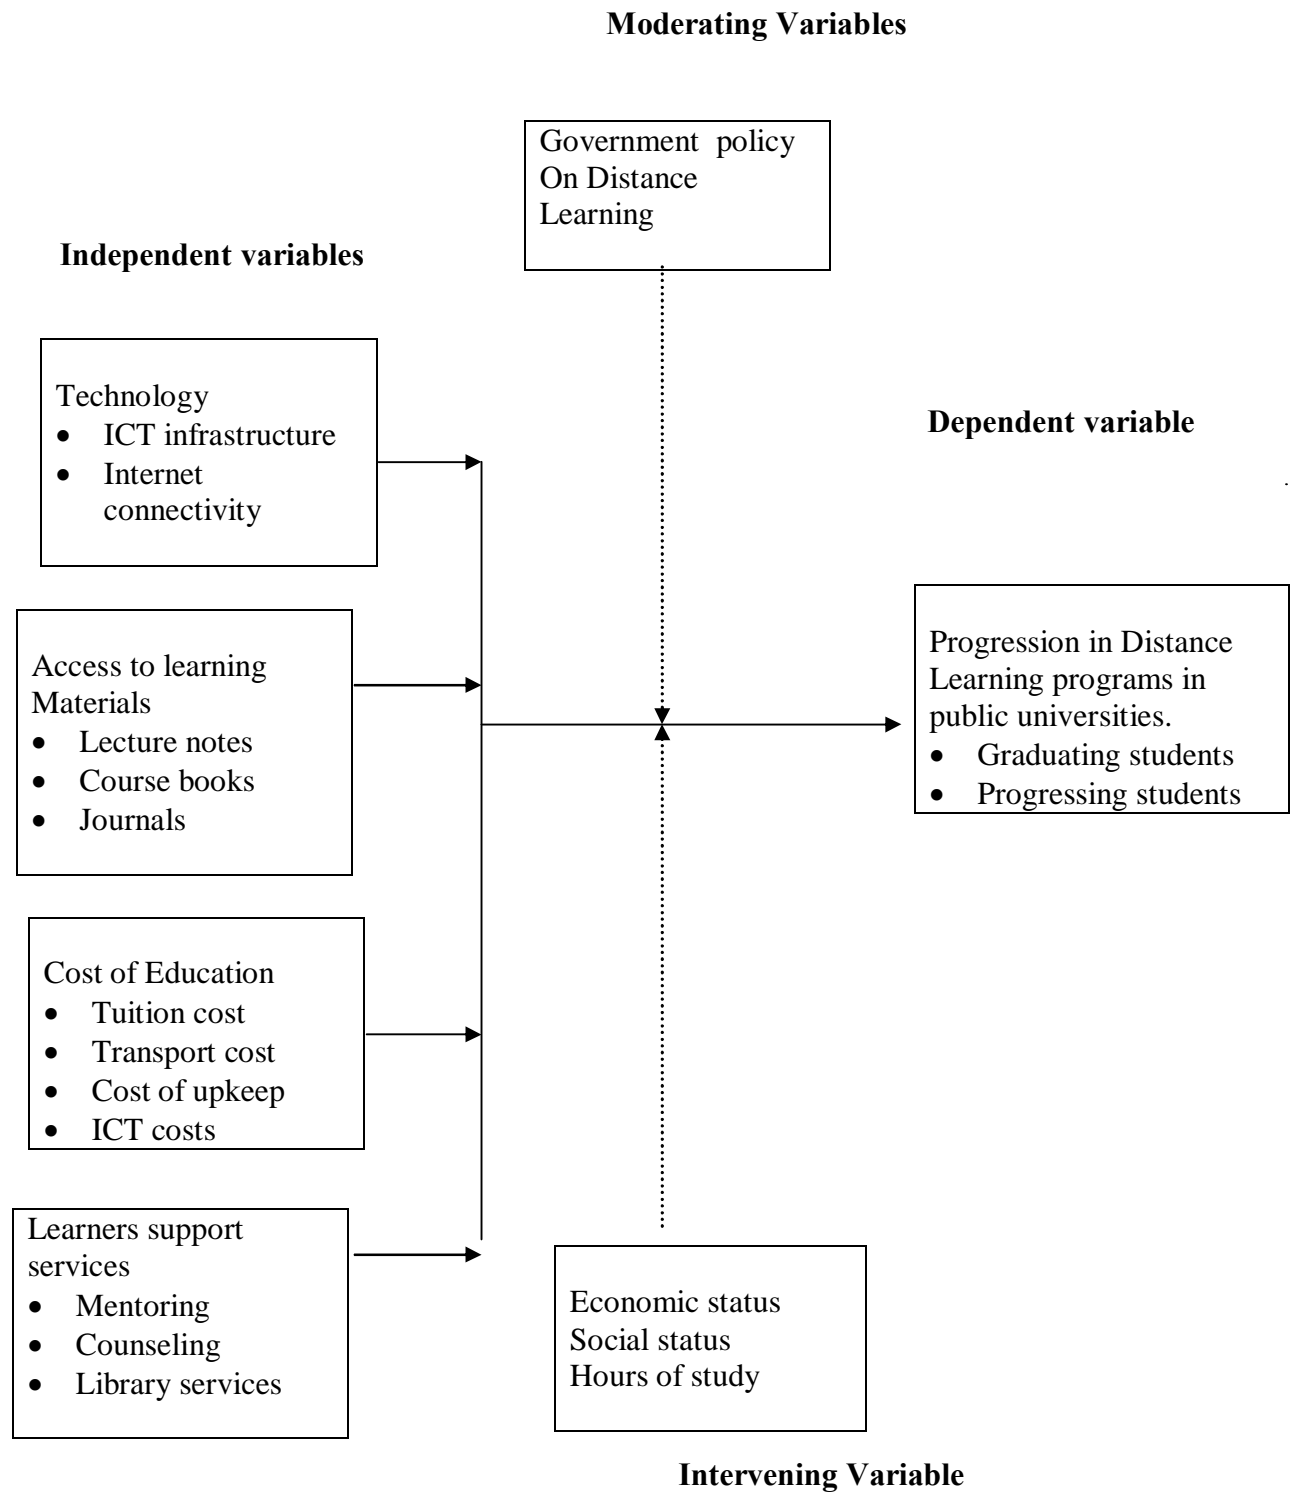 Moderating Variables
Government policy
On Distance
Learning
Independent variables
Technology
• ICT infrastructure
• Internet
connectivity
Dependent variable
.
Access to learning
Materials
• Lecture notes
• Course books
• Journals
Progression in Distance
Learning programs in
public universities.
• Graduating students
• Progressing students
Cost of Education
• Tuition cost
• Transport cost
• Cost of upkeep
• ICT costs
Learners support
services
• Mentoring
• Counseling
• Library services
Economic status
Social status
Hours of study
Intervening Variable